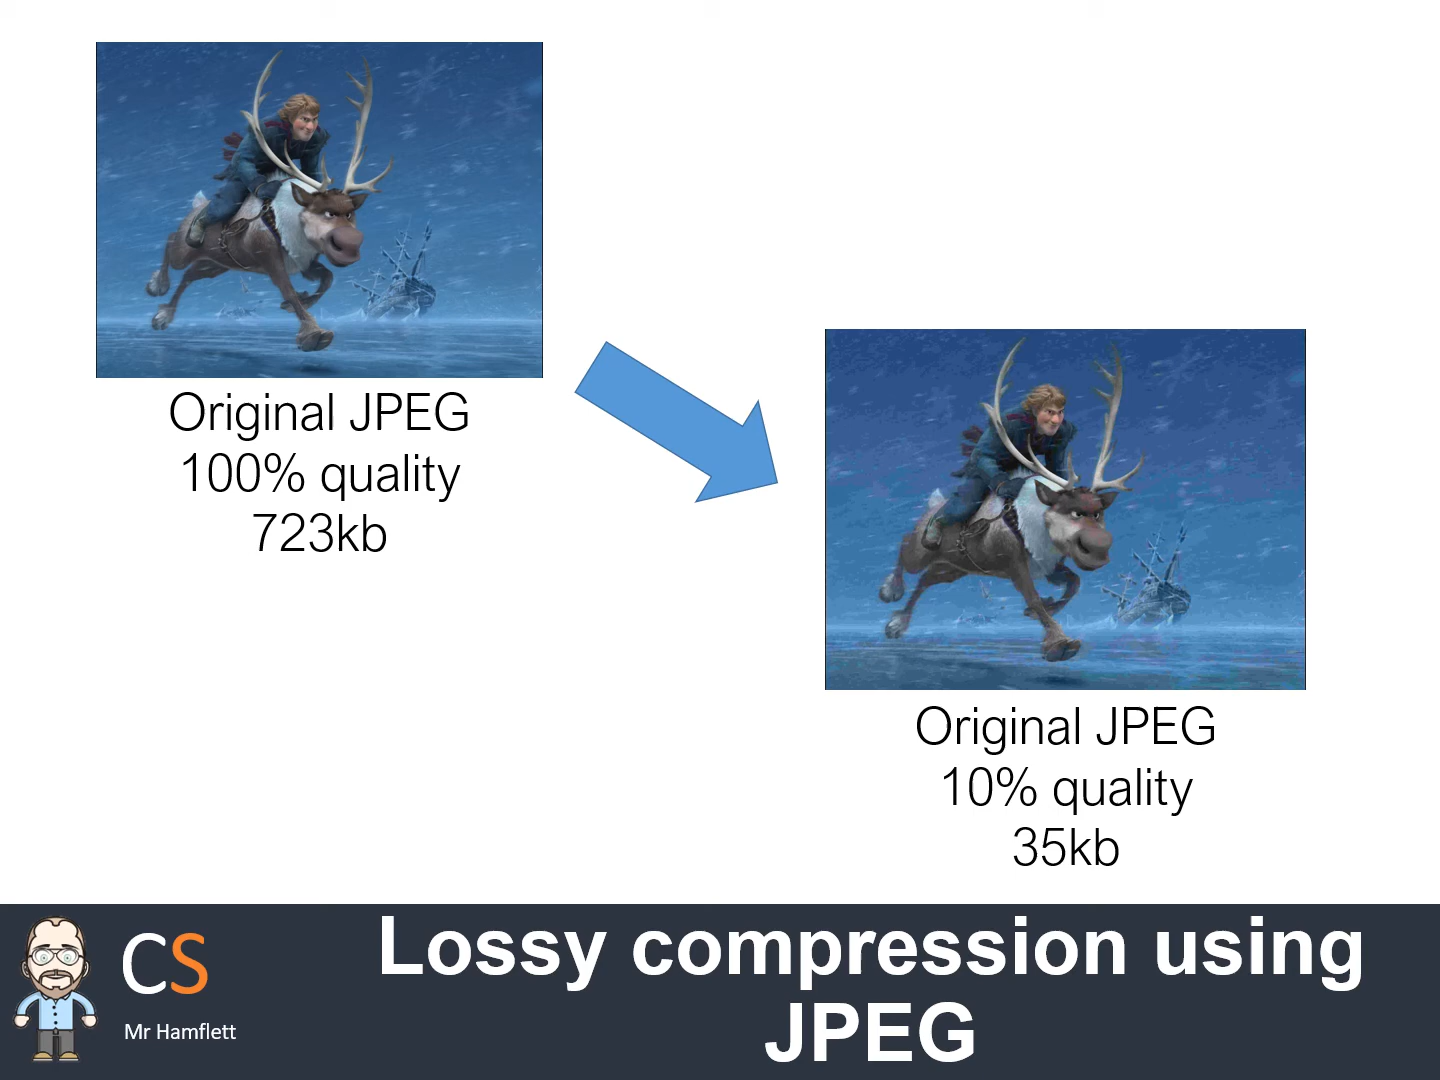 Original JPEG
100% quality
723kb
Original JPEG
10% quality
35kb
CS
Mr Hamflett
Lossy compression using
JPEG